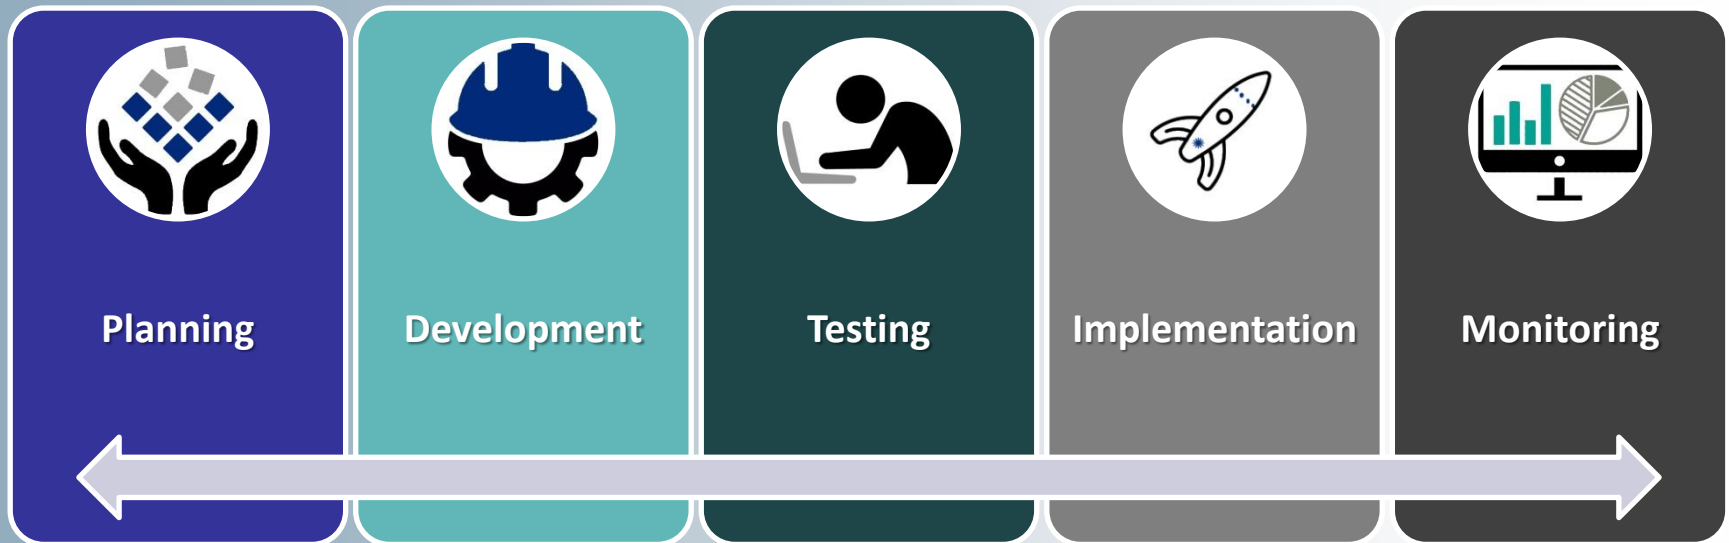 Planning
Development
Testing
Implementation
Monitoring